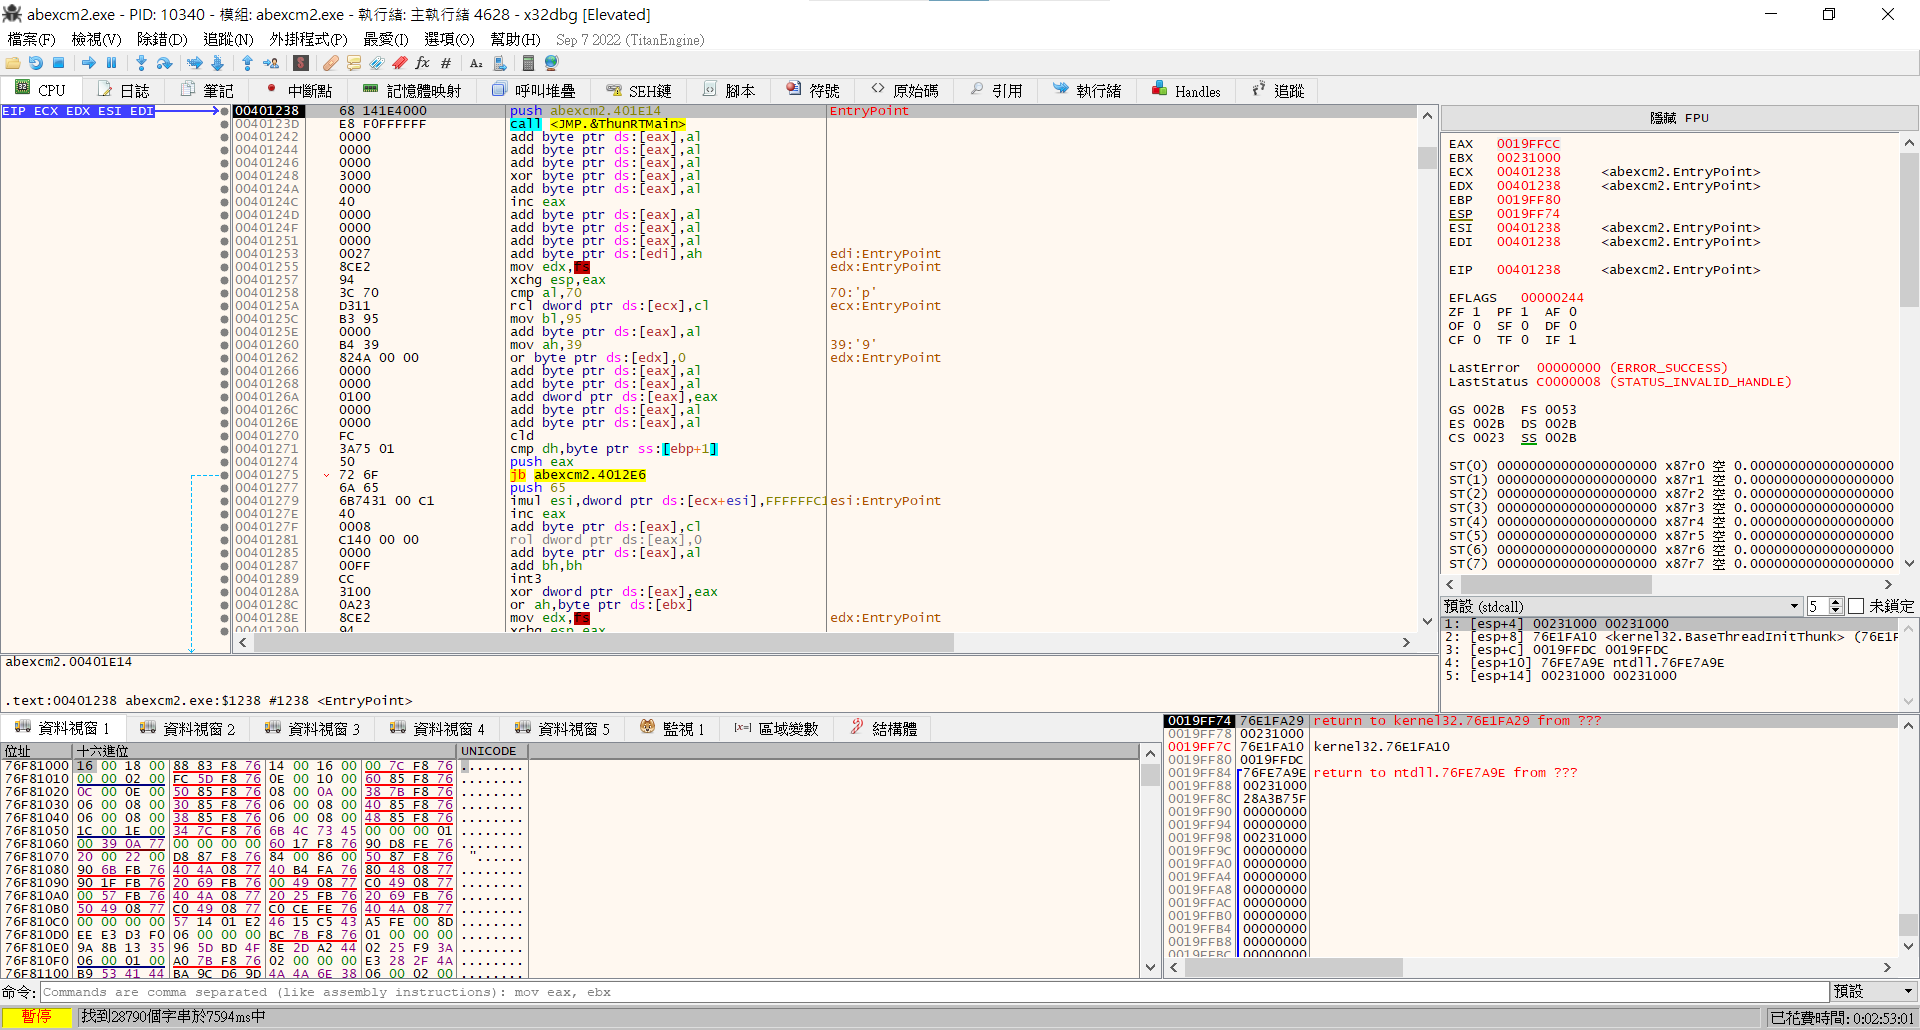 abexcm2.exe - PID: 10340 - 模組: abexcm2.exe - 執行緒: 主執行緒 4628 - x32dbg [Elevated]
檔案(F) 檢視(V) 除錯(D) 追蹤(N) 外掛程式(P) 最愛(I) 選項(O) 幫助(H) Sep 7 2022 (TitanEngine)
CPU 日誌 筆記 中斷點 記憶體映射 呼叫堆疊 SEH鏈 腳本 符號 原始碼 引用 執行緒 Handles 追蹤
EIP ECX EDX ESI EDI
00401238 68 141E4000 push abexcm2.401E14 EntryPoint
0040123D E8 F0FFFFFF call <JMP.&ThunRTMain>
00401242 0000 add byte ptr ds:[eax],al
00401244 0000 add byte ptr ds:[eax],al
00401246 0000 add byte ptr ds:[eax],al
00401248 3000 xor byte ptr ds:[eax],al
0040124A 0000 add byte ptr ds:[eax],al
0040124C 40 inc eax
0040124D 0000 add byte ptr ds:[eax],al
0040124F 0000 add byte ptr ds:[eax],al
00401251 0000 add byte ptr ds:[eax],al
00401253 0027 add byte ptr ds:[edi],ah edi:EntryPoint
00401255 8CE2 mov edx,fs edx:EntryPoint
00401257 94 xchg esp,eax
00401258 3C 70 cmp al,70 70:'p'
0040125A D311 rcl dword ptr ds:[ecx],cl ecx:EntryPoint
0040125C B3 95 mov bl,95
0040125E 0000 add byte ptr ds:[eax],al
00401260 B4 39 mov ah,39 39:'9'
00401262 824A 00 00 or byte ptr ds:[edx],0 edx:EntryPoint
00401266 0000 add byte ptr ds:[eax],al
00401268 0000 add byte ptr ds:[eax],al
0040126A 0100 add dword ptr ds:[eax],eax
0040126C 0000 add byte ptr ds:[eax],al
0040126E 0000 add byte ptr ds:[eax],al
00401270 FC cld
00401271 3A75 01 cmp dh,byte ptr ss:[ebp+1]
00401274 50 push eax
00401275 72 6F jb abexcm2.4012E6
00401277 6A 65 push 65
00401279 6B7431 00 C1 imul esi,dword ptr ds:[ecx+esi],FFFFFFC1 esi:EntryPoint
0040127E 40 inc eax
0040127F 0008 add byte ptr ds:[eax],cl
00401281 C140 00 00 rol dword ptr ds:[eax],0
00401285 0000 add byte ptr ds:[eax],al
00401287 00FF add bh,bh
00401289 CC int3
0040128A 3100 xor dword ptr ds:[eax],eax
0040128C 0A23 or ah,byte ptr ds:[ebx]
0040128E 8CE2 mov edx,fs edx:EntryPoint
00401290 94 xchg esp,eax
隱藏 FPU
EAX 0019FFCC
EBX 00231000
ECX 00401238 <abexcm2.EntryPoint>
EDX 00401238 <abexcm2.EntryPoint>
EBP 0019FF80
ESP 0019FF74
ESI 00401238 <abexcm2.EntryPoint>
EDI 00401238 <abexcm2.EntryPoint>
EIP 00401238 <abexcm2.EntryPoint>
EFLAGS 00000244
ZF 1 PF 1 AF 0
OF 0 SF 0 DF 0
CF 0 TF 0 IF 1
LastError 00000000 (ERROR_SUCCESS)
LastStatus C0000008 (STATUS_INVALID_HANDLE)
GS 002B FS 0053
ES 002B DS 002B
CS 0023 SS 002B
ST(0) 00000000000000000000 x87r0 空 0.000000000000000000
ST(1) 00000000000000000000 x87r1 空 0.000000000000000000
ST(2) 00000000000000000000 x87r2 空 0.000000000000000000
ST(3) 00000000000000000000 x87r3 空 0.000000000000000000
ST(4) 00000000000000000000 x87r4 空 0.000000000000000000
ST(5) 00000000000000000000 x87r5 空 0.000000000000000000
ST(6) 00000000000000000000 x87r6 空 0.000000000000000000
ST(7) 00000000000000000000 x87r7 空 0.000000000000000000
預設 (stdcall) 5 未鎖定
1: [esp+4] 00231000 00231000
2: [esp+8] 76E1FA10 <kernel32.BaseThreadInitThunk> (76E1F
3: [esp+C] 0019FFDC 0019FFDC
4: [esp+10] 76FE7A9E ntdll.76FE7A9E
5: [esp+14] 00231000 00231000
abexcm2.00401E14
.text:00401238 abexcm2.exe:$1238 #1238 <EntryPoint>
資料視窗 1 資料視窗 2 資料視窗 3 資料視窗 4 資料視窗 5 監視 1 [x=] 區域變數 結構體
位址 十六進位 UNICODE
76F81000 16 00 18 00 88 83 F8 76 14 00 16 00 00 7C F8 76 ........
76F81010 00 00 02 00 FC 5D F8 76 0E 00 10 00 60 85 F8 76 ........
76F81020 0C 00 0E 00 50 85 F8 76 08 00 0A 00 38 7B F8 76 ........
76F81030 06 00 08 00 30 85 F8 76 06 00 08 00 40 85 F8 76 ........
76F81040 06 00 08 00 38 85 F8 76 06 00 08 00 48 85 F8 76 ........
76F81050 1C 00 1E 00 34 7C F8 76 6B 4C 73 45 00 00 00 01 ........
76F81060 00 39 0A 77 00 00 00 00 60 17 F8 76 90 D8 FE 76 ........
76F81070 20 00 22 00 D8 87 F8 76 84 00 86 00 50 87 F8 76 ."......
76F81080 90 6B FB 76 40 4A 08 77 40 B4 FA 76 80 48 08 77 ........
76F81090 90 1F FB 76 20 69 FB 76 00 49 08 77 C0 49 08 77 ........
76F810A0 00 57 FB 76 40 4A 08 77 20 25 FB 76 20 69 FB 76 ........
76F810B0 50 49 08 77 C0 49 08 77 C0 CE FE 76 40 4A 08 77 ........
76F810C0 00 00 00 00 57 14 01 E2 46 15 C5 43 A5 FE 00 8D ........
76F810D0 EE E3 D3 F0 06 00 00 00 BC 7B F8 76 01 00 00 00 ........
76F810E0 9A 8B 13 35 96 5D BD 4F 8E 2D A2 44 02 25 F9 3A ........
76F810F0 06 00 01 00 A0 7B F8 76 02 00 00 00 E3 28 2F 4A ........
76F81100 B9 53 41 44 BA 9C D6 9D 4A 4A 6E 38 06 00 02 00 ........
0019FF74 76E1FA29 return to kernel32.76E1FA29 from ???
0019FF78 00231000
0019FF7C 76E1FA10 kernel32.76E1FA10
0019FF80 0019FFDC
0019FF84 76FE7A9E return to ntdll.76FE7A9E from ???
0019FF88 00231000
0019FF8C 28A3B75F
0019FF90 00000000
0019FF94 00000000
0019FF98 00231000
0019FF9C 00000000
0019FFA0 00000000
0019FFA4 00000000
0019FFA8 00000000
0019FFAC 00000000
0019FFB0 00000000
0019FFB4 00000000
0019FFB8 00000000
0019FFBC 00000000
命令: Commands are comma separated (like assembly instructions): mov eax, ebx 預設
暫停 找到28790個字串於7594ms中 已花費時間: 0:02:53:01